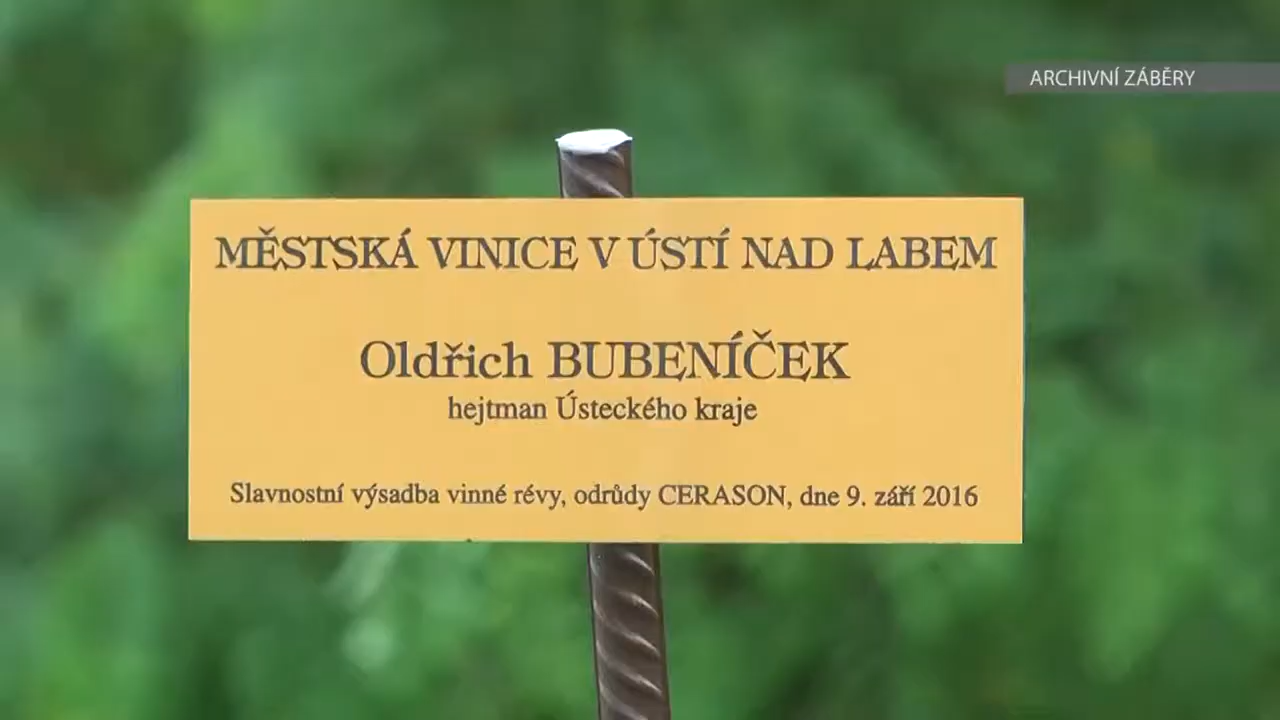 ARCHIVNÍ ZÁBĚRY
MĚSTSKÁ VINICE V ÚSTÍ NAD LABEM
Oldřich BUBENÍČEK
hejtman Ústeckého kraje
Slavnostní výsadba vinné révy, odrůdy CERASON, dne 9. září 2016